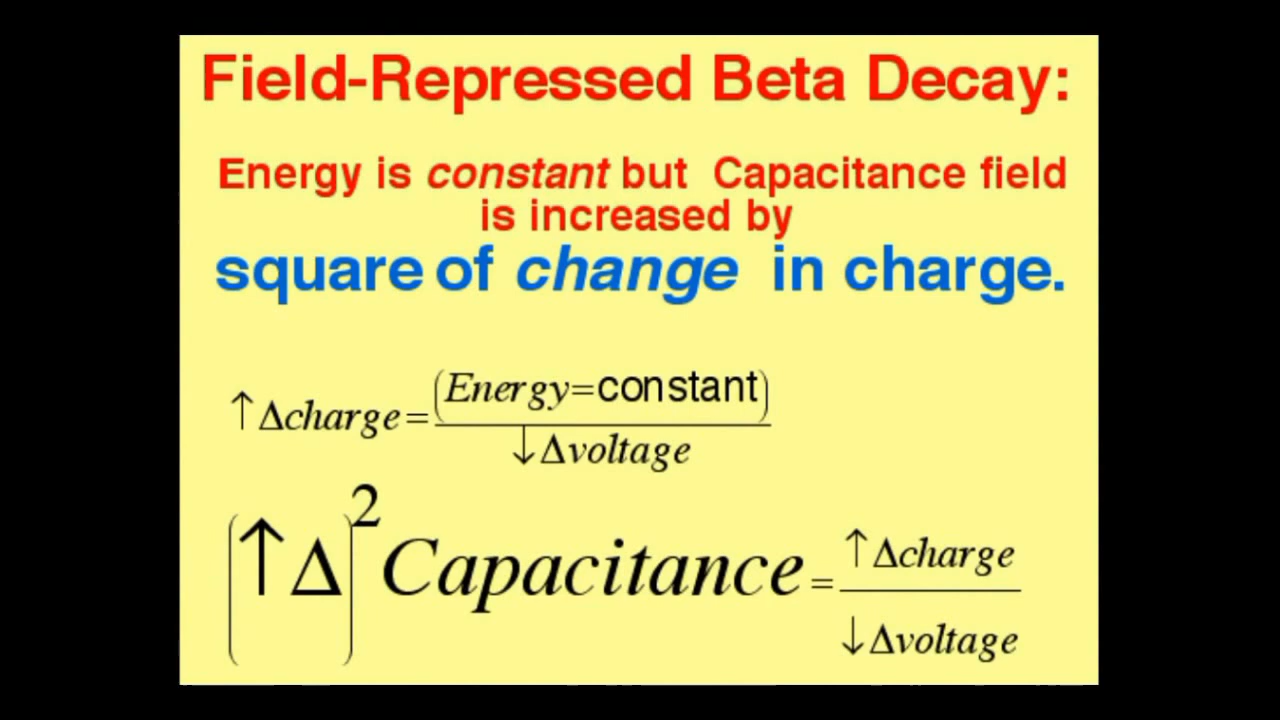 Field-Repressed Beta Decay:
Energy is constant but Capacitance field
is increased by
square of change in charge.
↑Δcharge = (Energy=constant) / ↓Δvoltage
(↑Δ)² Capacitance = ↑Δcharge / ↓Δvoltage